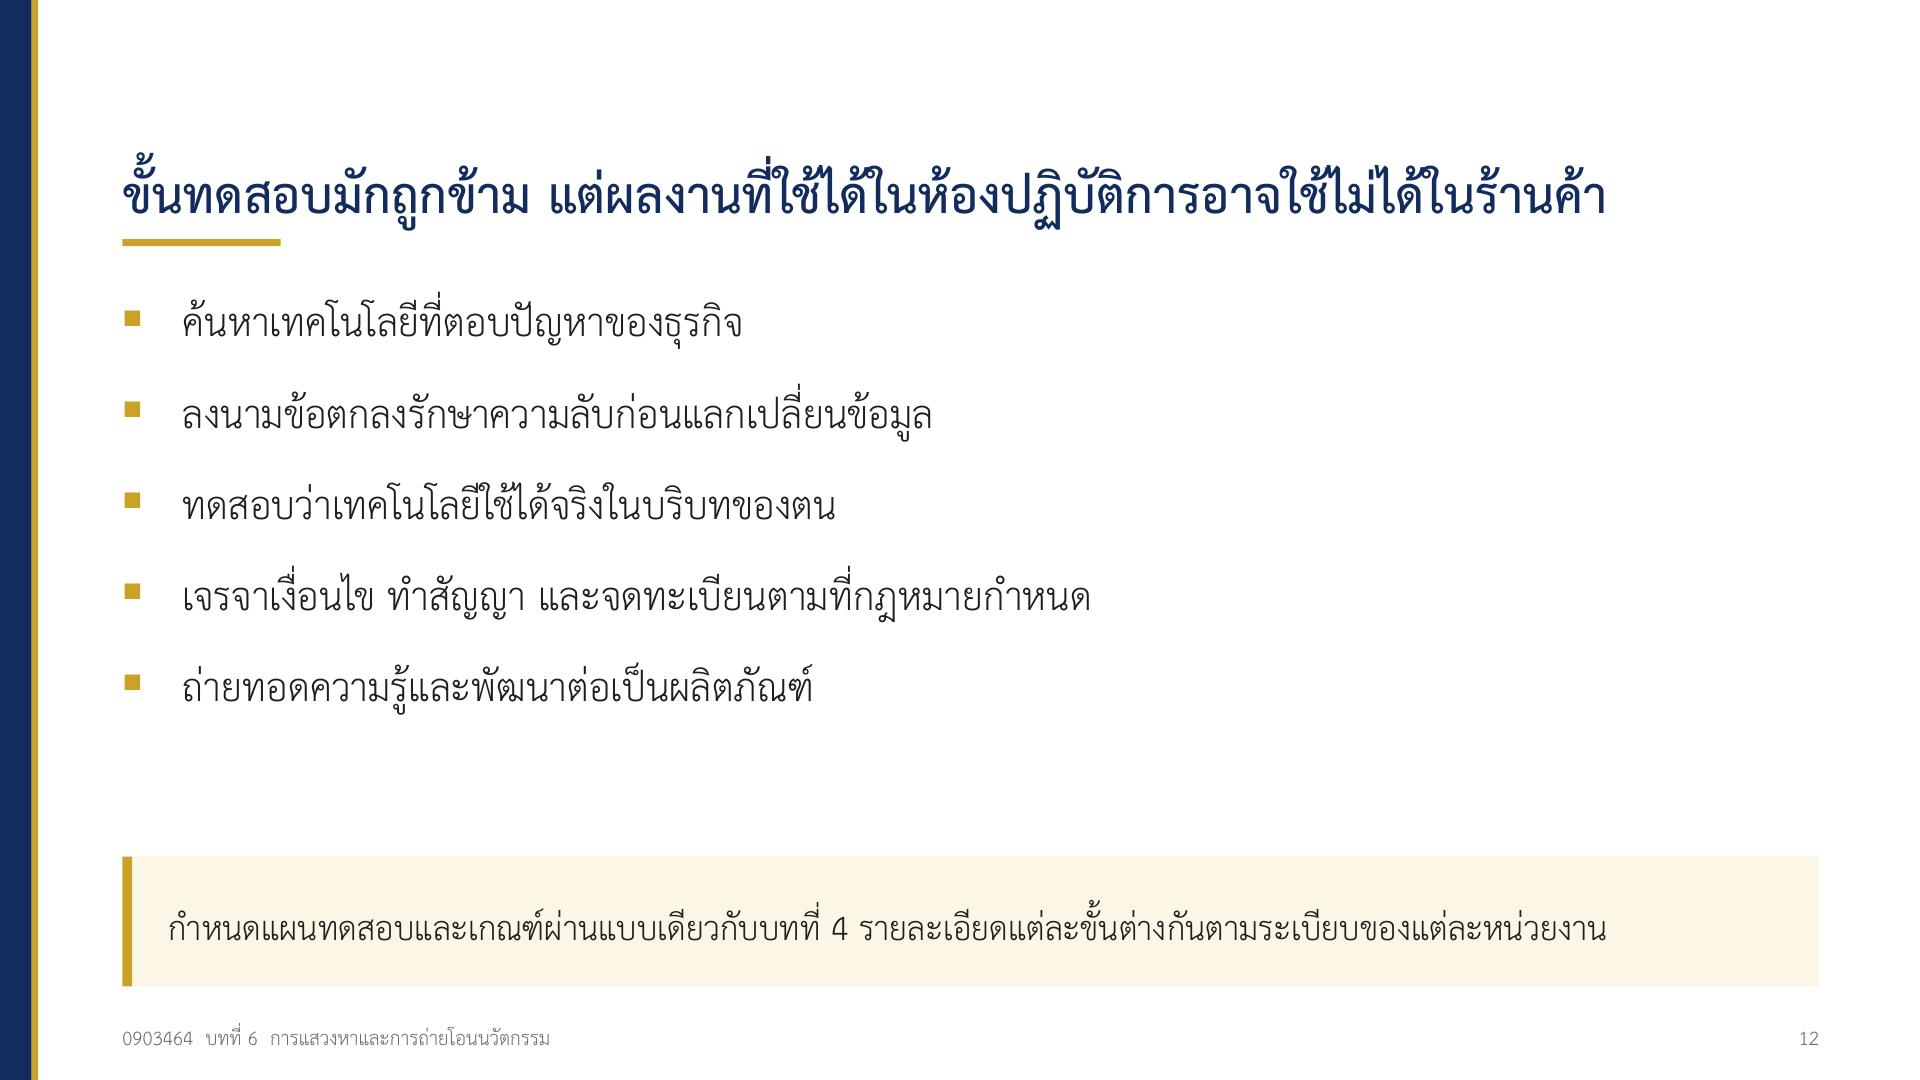 ขั้นทดสอบมักถูกข้าม แต่ผลงานที่ใช้ได้ในห้องปฏิบัติการอาจใช้ไม่ได้ในร้านค้า
▪ ค้นหาเทคโนโลยีที่ตอบปัญหาของธุรกิจ
▪ ลงนามข้อตกลงรักษาความลับก่อนแลกเปลี่ยนข้อมูล
▪ ทดสอบว่าเทคโนโลยีใช้ได้จริงในบริบทของตน
▪ เจรจาเงื่อนไข ทำสัญญา และจดทะเบียนตามที่กฎหมายกำหนด
▪ ถ่ายทอดความรู้และพัฒนาต่อเป็นผลิตภัณฑ์
กำหนดแผนทดสอบและเกณฑ์ผ่านแบบเดียวกับบทที่ 4 รายละเอียดแต่ละขั้นต่างกันตามระเบียบของแต่ละหน่วยงาน
0903464 บทที่ 6 การแสวงหาและการถ่ายโอนนวัตกรรม
12